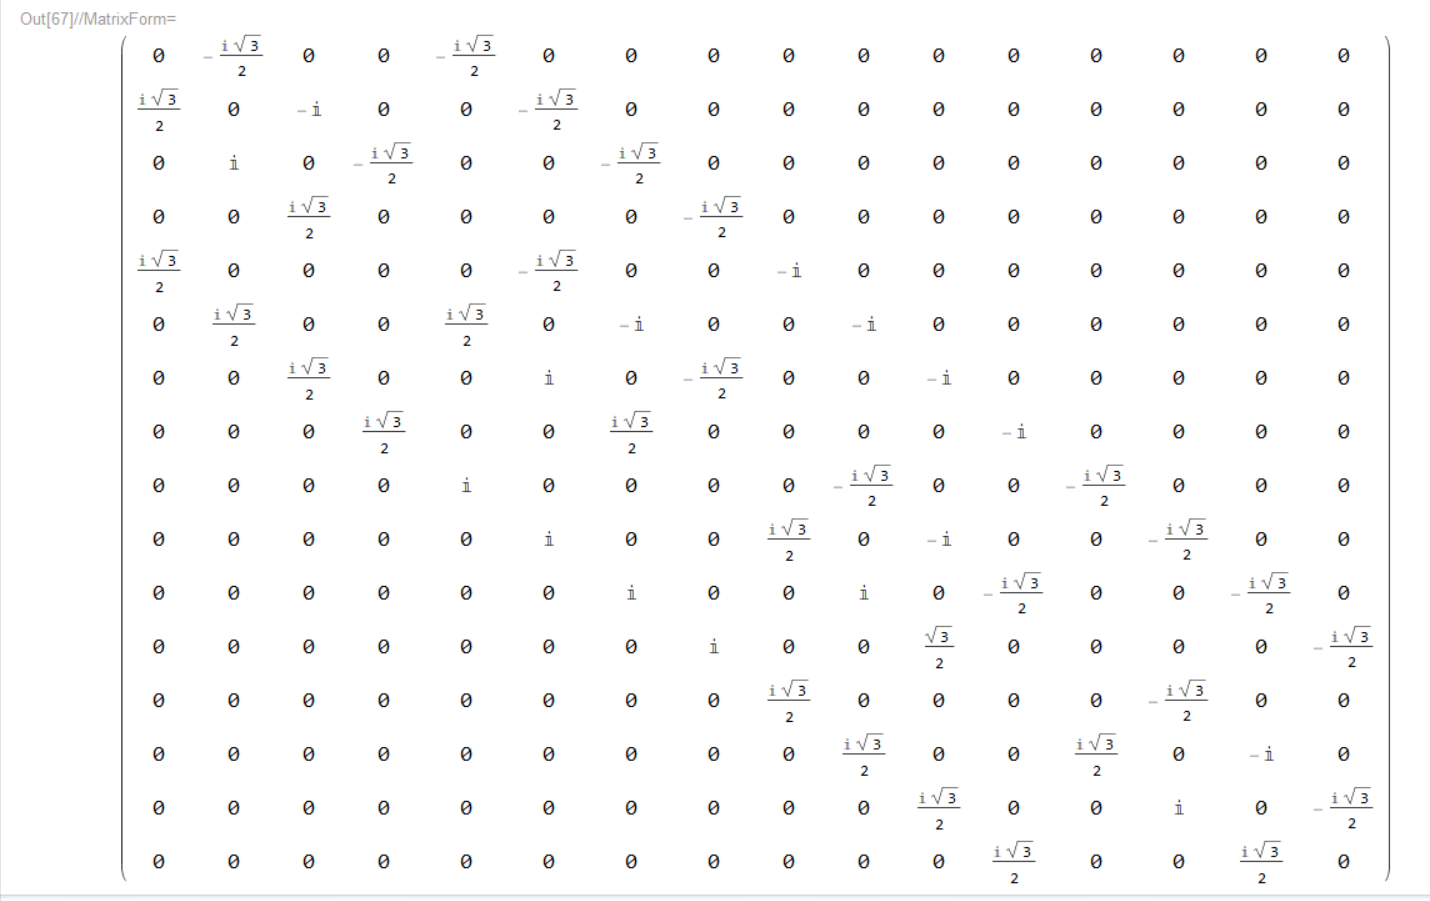 Out[67]//MatrixForm=
0 -i√3/2 0 0 -i√3/2 0 0 0 0 0 0 0 0 0 0 0
i√3/2 0 -i 0 0 -i√3/2 0 0 0 0 0 0 0 0 0 0
0 i 0 -i√3/2 0 0 -i√3/2 0 0 0 0 0 0 0 0 0
0 0 i√3/2 0 0 0 0 -i√3/2 0 0 0 0 0 0 0 0
i√3/2 0 0 0 0 -i√3/2 0 0 -i 0 0 0 0 0 0 0
0 i√3/2 0 0 i√3/2 0 -i 0 0 -i 0 0 0 0 0 0
0 0 i√3/2 0 0 i 0 -i√3/2 0 0 -i 0 0 0 0 0
0 0 0 i√3/2 0 0 i√3/2 0 0 0 0 -i 0 0 0 0
0 0 0 0 i 0 0 0 0 -i√3/2 0 0 -i√3/2 0 0 0
0 0 0 0 0 i 0 0 i√3/2 0 -i 0 0 -i√3/2 0 0
0 0 0 0 0 0 i 0 0 i 0 -i√3/2 0 0 -i√3/2 0
0 0 0 0 0 0 0 i 0 0 √3/2 0 0 0 0 -i√3/2
0 0 0 0 0 0 0 0 i√3/2 0 0 0 0 -i√3/2 0 0
0 0 0 0 0 0 0 0 0 i√3/2 0 0 i√3/2 0 -i 0
0 0 0 0 0 0 0 0 0 0 i√3/2 0 0 i 0 -i√3/2
0 0 0 0 0 0 0 0 0 0 0 i√3/2 0 0 i√3/2 0